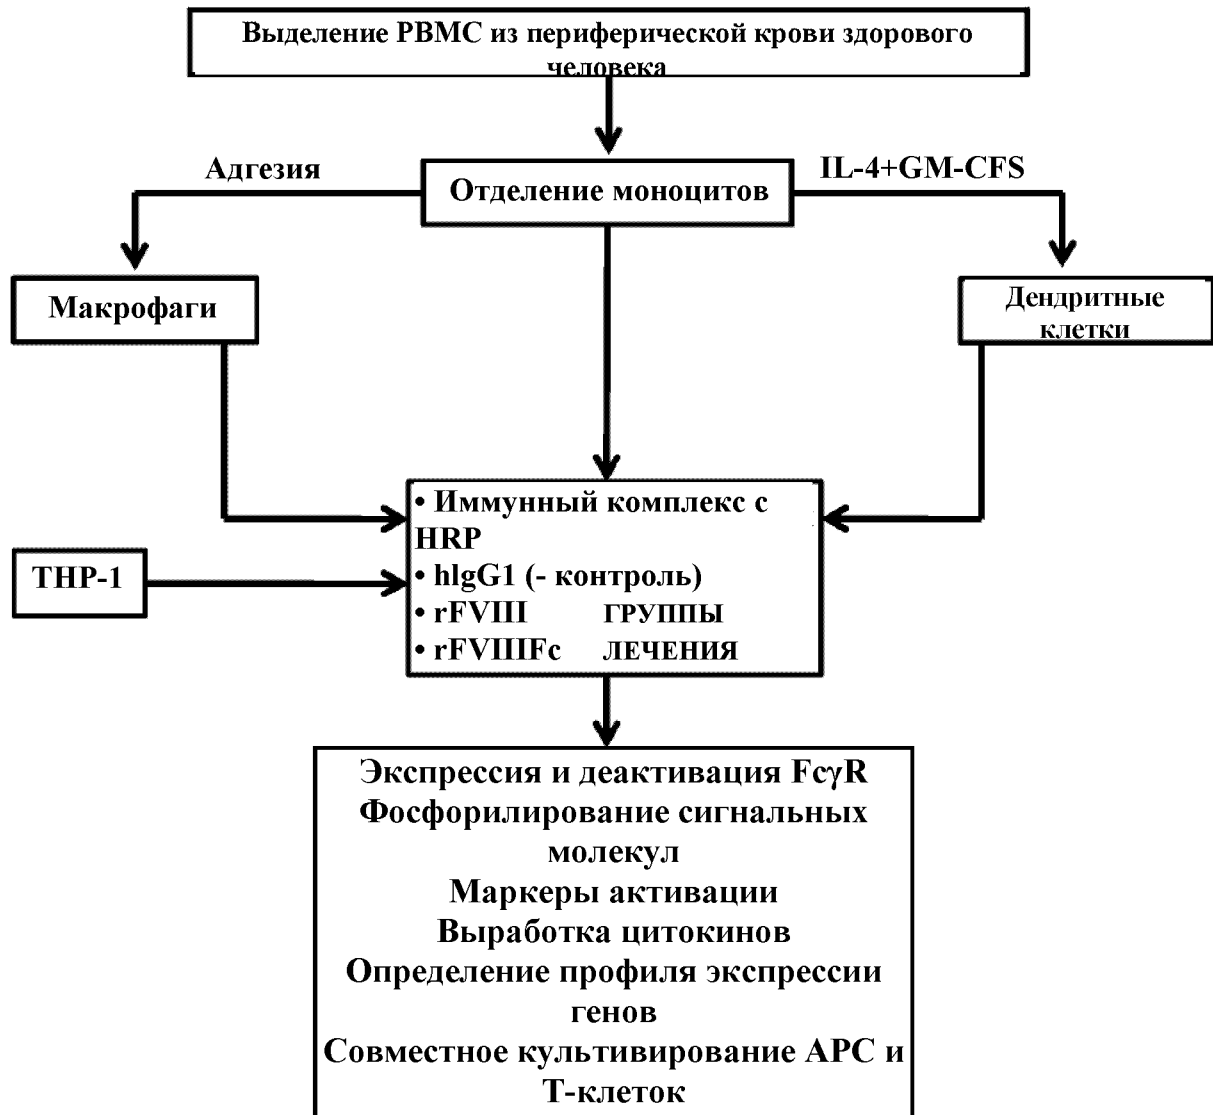 Выделение PBMC из периферической крови здорового
человека
Адгезия
IL-4+GM-CFS
Отделение моноцитов
Макрофаги
Дендритные
клетки
• Иммунный комплекс с
HRP
• hIgG1 (- контроль)
• rFVIII ГРУППЫ
• rFVIIIFc ЛЕЧЕНИЯ
THP-1
Экспрессия и деактивация FcγR
Фосфорилирование сигнальных
молекул
Маркеры активации
Выработка цитокинов
Определение профиля экспрессии
генов
Совместное культивирование APC и
T-клеток